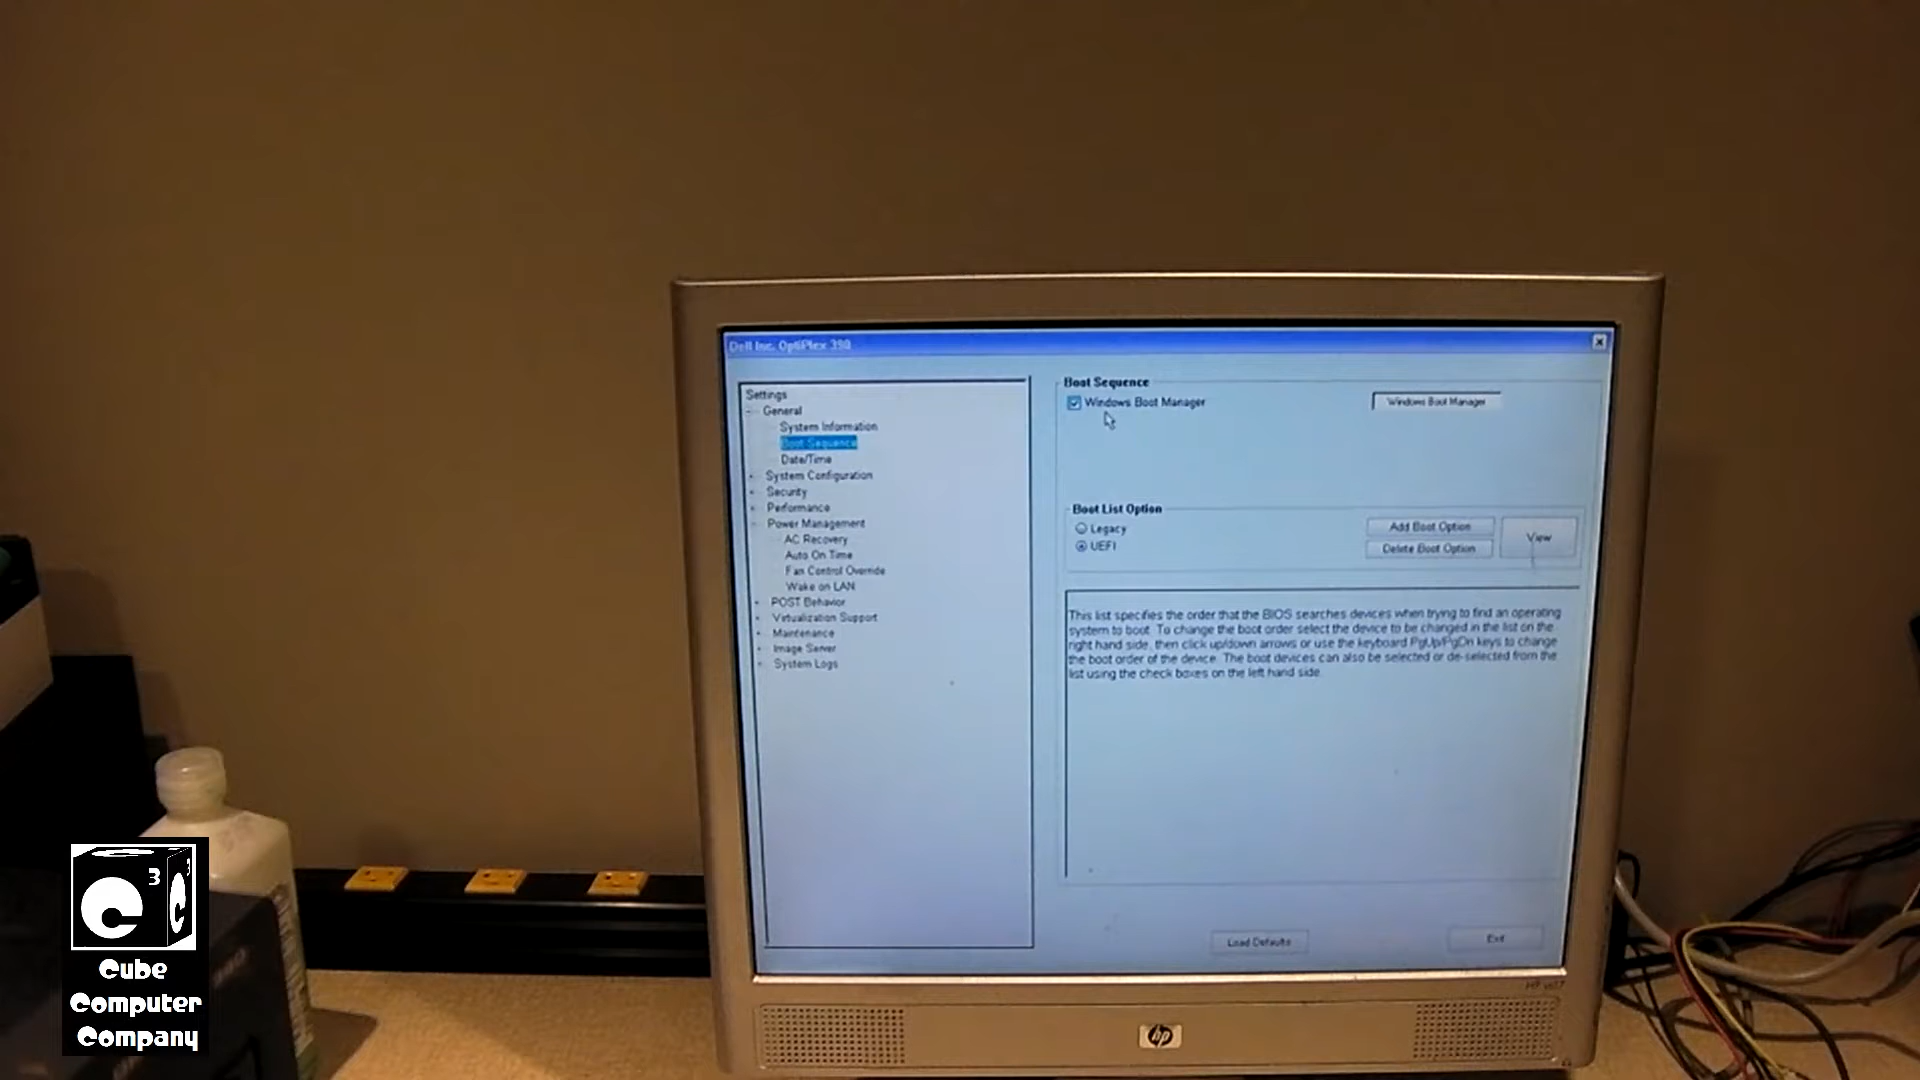 Dell Inc. OptiPlex 390
Settings
General
System Information
Boot Sequence
Date/Time
System Configuration
Security
Performance
Power Management
AC Recovery
Auto On Time
Fan Control Override
Wake on LAN
POST Behavior
Virtualization Support
Maintenance
Image Server
System Logs
Boot Sequence
Windows Boot Manager
Windows Boot Manager
Boot List Option
Legacy
UEFI
Add Boot Option
Delete Boot Option
View
This list specifies the order that the BIOS searches devices when trying to find an operating
system to boot. To change the boot order select the device to be changed in the list on the
right hand side, then click up/down arrows or use the keyboard PgUp/PgDn keys to change
the boot order of the device. The boot devices can also be selected or de-selected from the
list using the check boxes on the left hand side.
Load Defaults
Exit
hp
C3 C3
Cube
Computer
Company